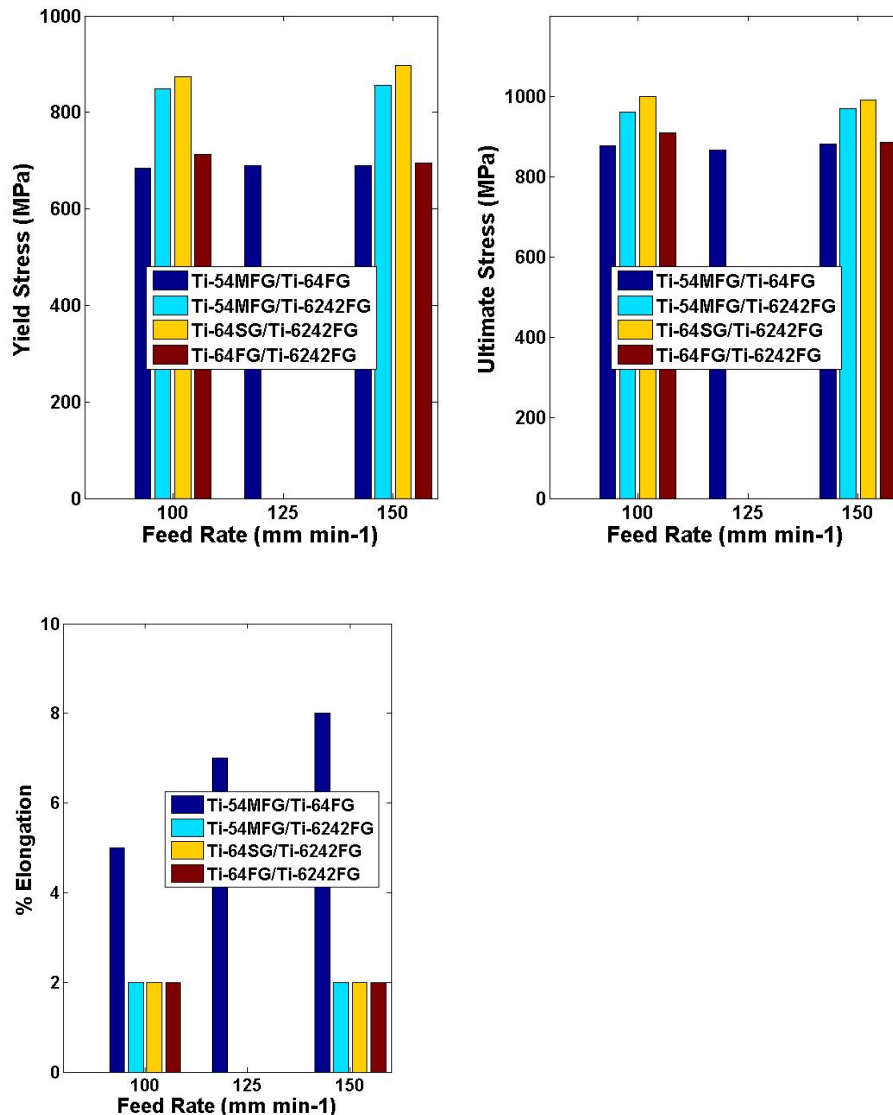 1000
800
600
400
200
0
Yield Stress (MPa)
Ti-54MFG/Ti-64FG
Ti-54MFG/Ti-6242FG
Ti-64SG/Ti-6242FG
Ti-64FG/Ti-6242FG
100 125 150
Feed Rate (mm min-1)
1000
800
600
400
200
0
Ultimate Stress (MPa)
Ti-54MFG/Ti-64FG
Ti-54MFG/Ti-6242FG
Ti-64SG/Ti-6242FG
Ti-64FG/Ti-6242FG
100 125 150
Feed Rate (mm min-1)
10
8
6
4
2
0
% Elongation
Ti-54MFG/Ti-64FG
Ti-54MFG/Ti-6242FG
Ti-64SG/Ti-6242FG
Ti-64FG/Ti-6242FG
100 125 150
Feed Rate (mm min-1)